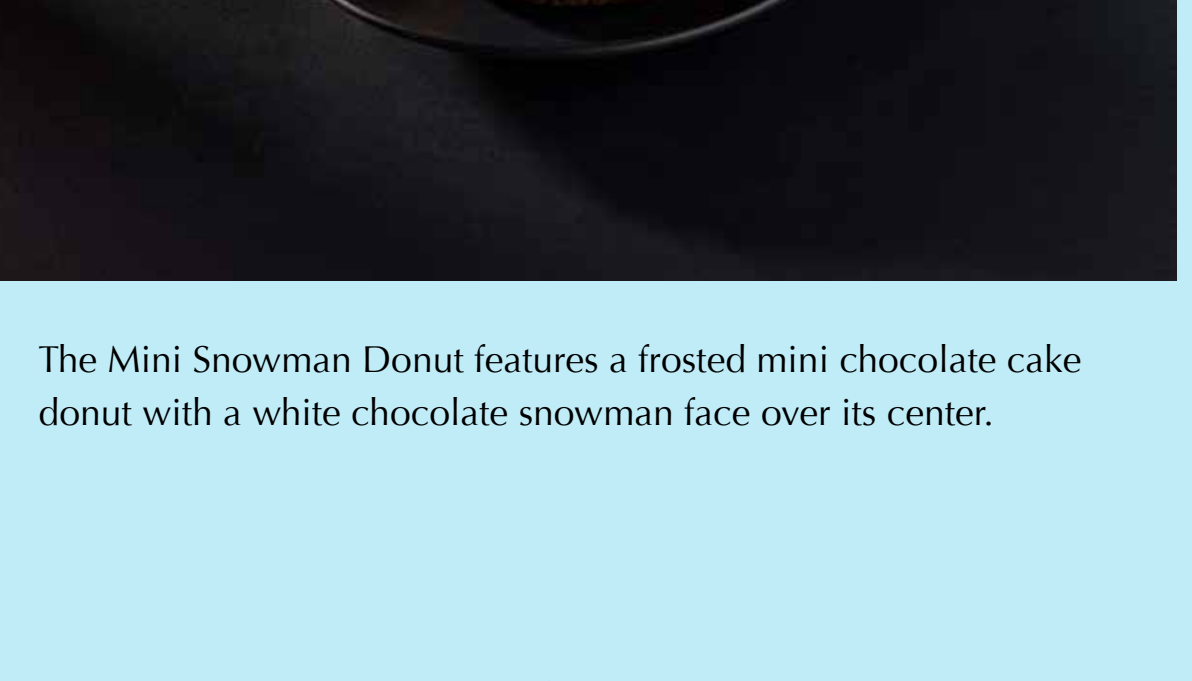 The Mini Snowman Donut features a frosted mini chocolate cake
donut with a white chocolate snowman face over its center.